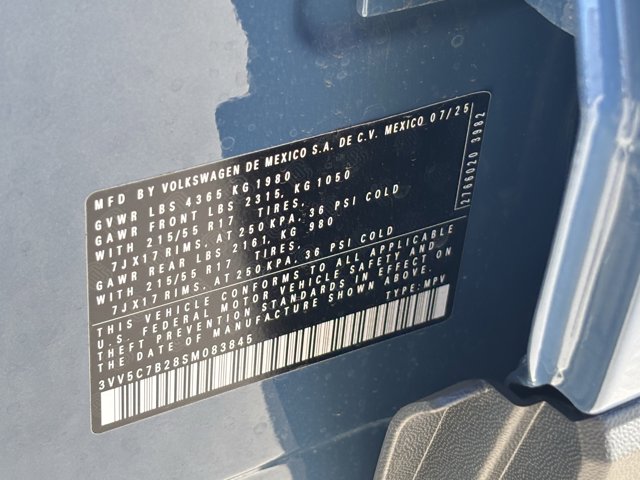 MFD BY VOLKSWAGEN DE MEXICO S.A. DE C.V. MEXICO 07/25
GVWR LBS 4365 KG 1980
GAWR FRONT LBS 2315, KG 1050
WITH 215/55 R17 TIRES,
7JX17 RIMS, AT 250KPA, 36 PSI COLD
GAWR REAR LBS 2161, KG 980
WITH 215/55 R17 TIRES,
7JX17 RIMS, AT 250KPA, 36 PSI COLD
THIS VEHICLE CONFORMS TO ALL APPLICABLE
U.S. FEDERAL MOTOR VEHICLE SAFETY AND
THEFT PREVENTION STANDARDS IN EFFECT ON
THE DATE OF MANUFACTURE SHOWN ABOVE.
3VV5C7B28SM083845 TYPE: MPV
2766020 3982